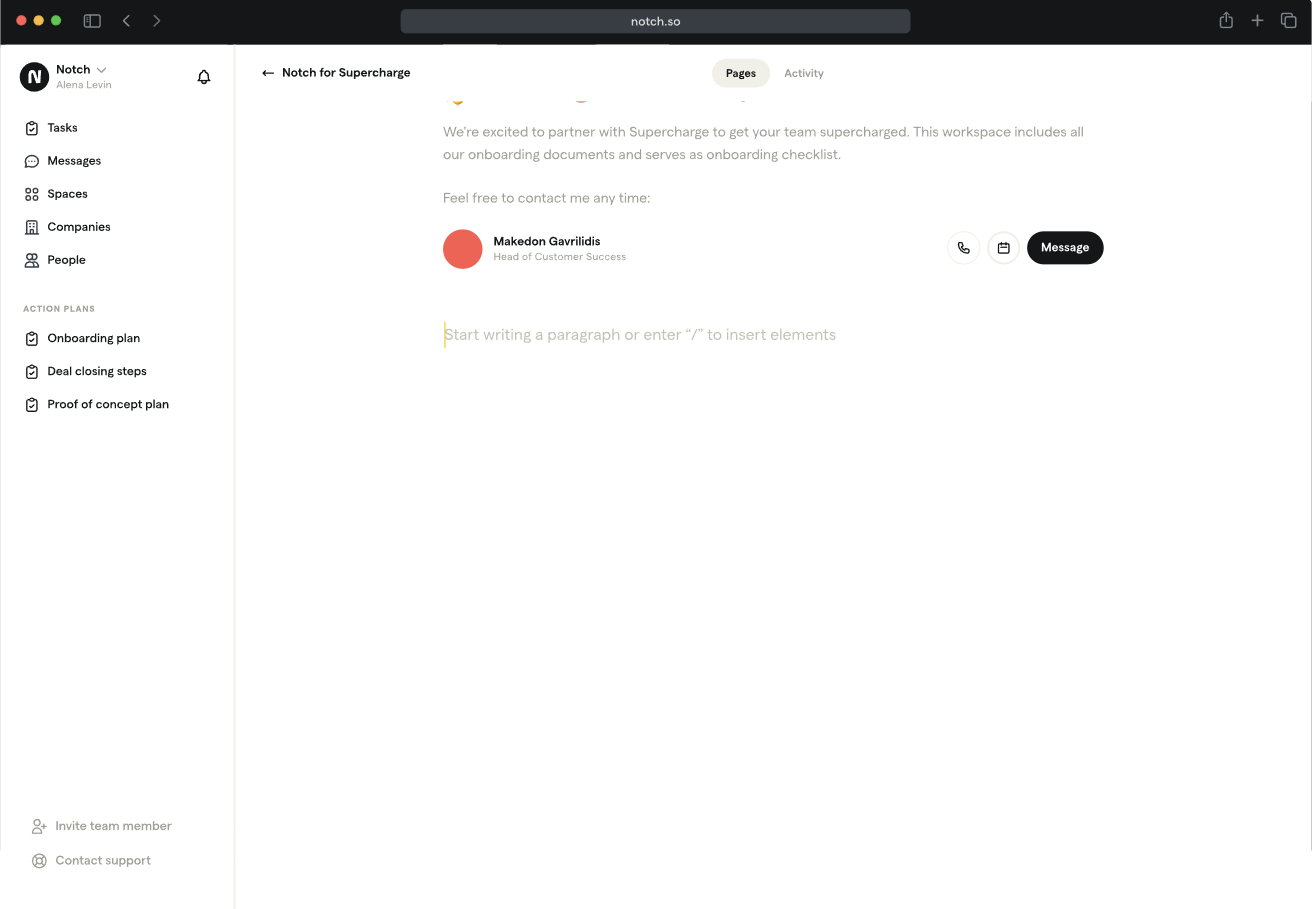 notch.so
N
Notch
Alena Levin
Tasks
Messages
Spaces
Companies
People
ACTION PLANS
Onboarding plan
Deal closing steps
Proof of concept plan
Invite team member
Contact support
Notch for Supercharge
Pages
Activity
We’re excited to partner with Supercharge to get your team supercharged. This workspace includes all
our onboarding documents and serves as onboarding checklist.
Feel free to contact me any time:
Makedon Gavrilidis
Head of Customer Success
Message
Start writing a paragraph or enter “/” to insert elements